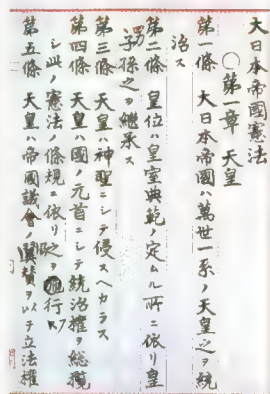 大日本帝國憲法
〇第一章 天皇
第一條 大日本帝國ハ萬世一系ノ天皇之ヲ統
治ス
第二條 皇位ハ皇室典範ノ定ムル所ニ依リ皇
男子孫之ヲ継承ス
第三條 天皇ハ神聖ニシテ侵スヘカラス
第四條 天皇ハ國ノ元首ニシテ統治権ヲ総攬
シ此ノ憲法ノ條規ニ依リ之ヲ行フ
第五條 天皇ハ帝國議會ノ翼賛ヲ以テ立法權